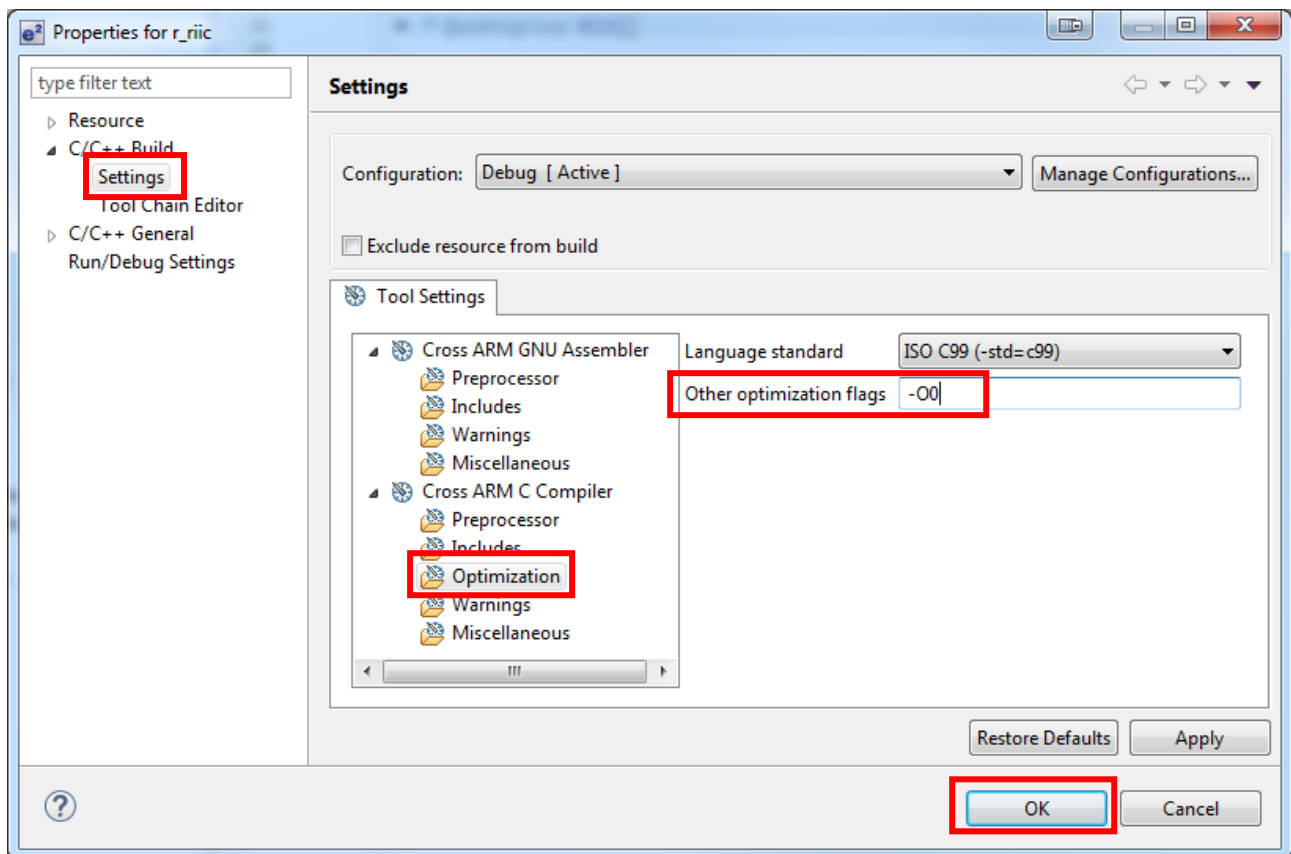 e² Properties for r_riic
type filter text
Settings
Resource
C/C++ Build
Settings
Tool Chain Editor
C/C++ General
Run/Debug Settings
Configuration: Debug [ Active ] Manage Configurations...
Exclude resource from build
Tool Settings
Cross ARM GNU Assembler
Preprocessor
Includes
Warnings
Miscellaneous
Cross ARM C Compiler
Preprocessor
Includes
Optimization
Warnings
Miscellaneous
Language standard ISO C99 (-std=c99)
Other optimization flags -O0
Restore Defaults Apply
? OK Cancel